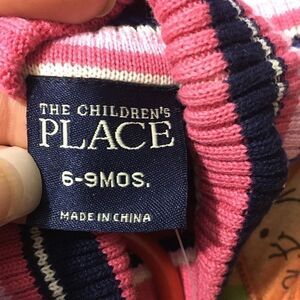 THE CHILDREN'S
PLACE
6-9MOS.
MADE IN CHINA